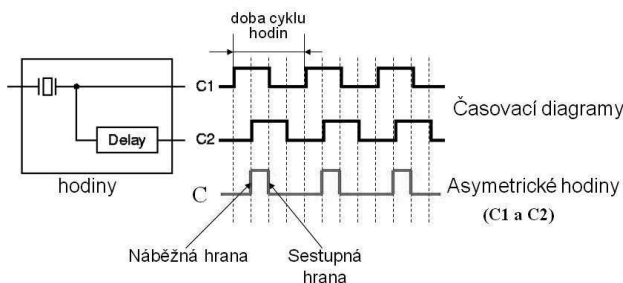 doba cyklu
hodin
C1
Časovací diagramy
Delay
C2
hodiny
C
Asymetrické hodiny
(C1 a C2)
Náběžná hrana
Sestupná
hrana